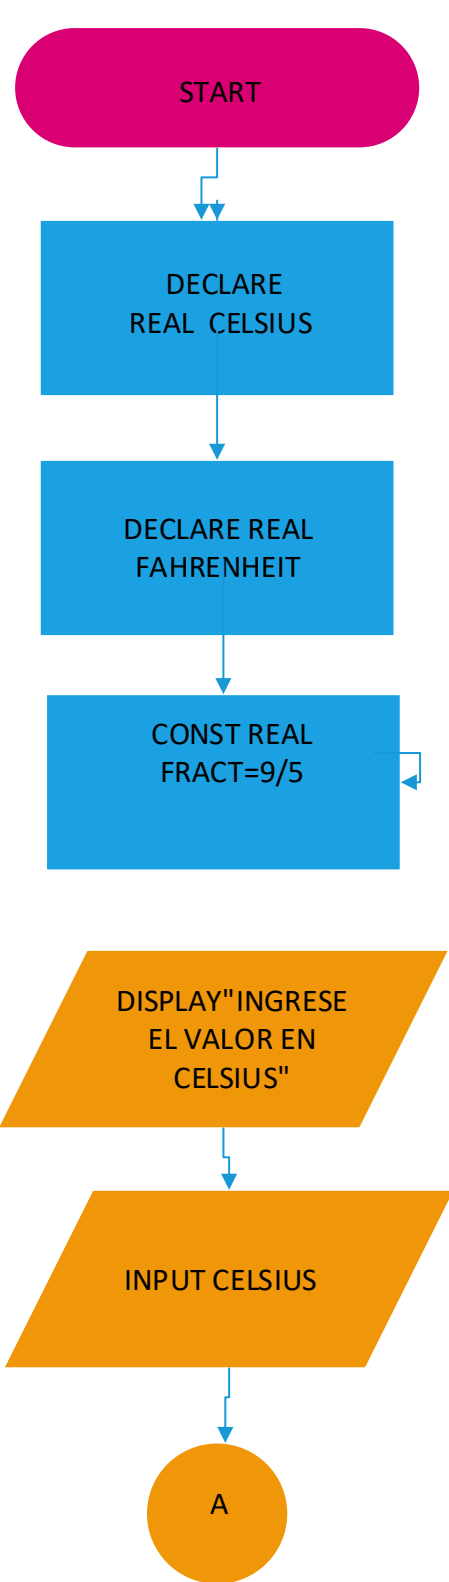 START
DECLARE
REAL CELSIUS
DECLARE REAL
FAHRENHEIT
CONST REAL
FRACT=9/5
DISPLAY"INGRESE
EL VALOR EN
CELSIUS"
INPUT CELSIUS
A